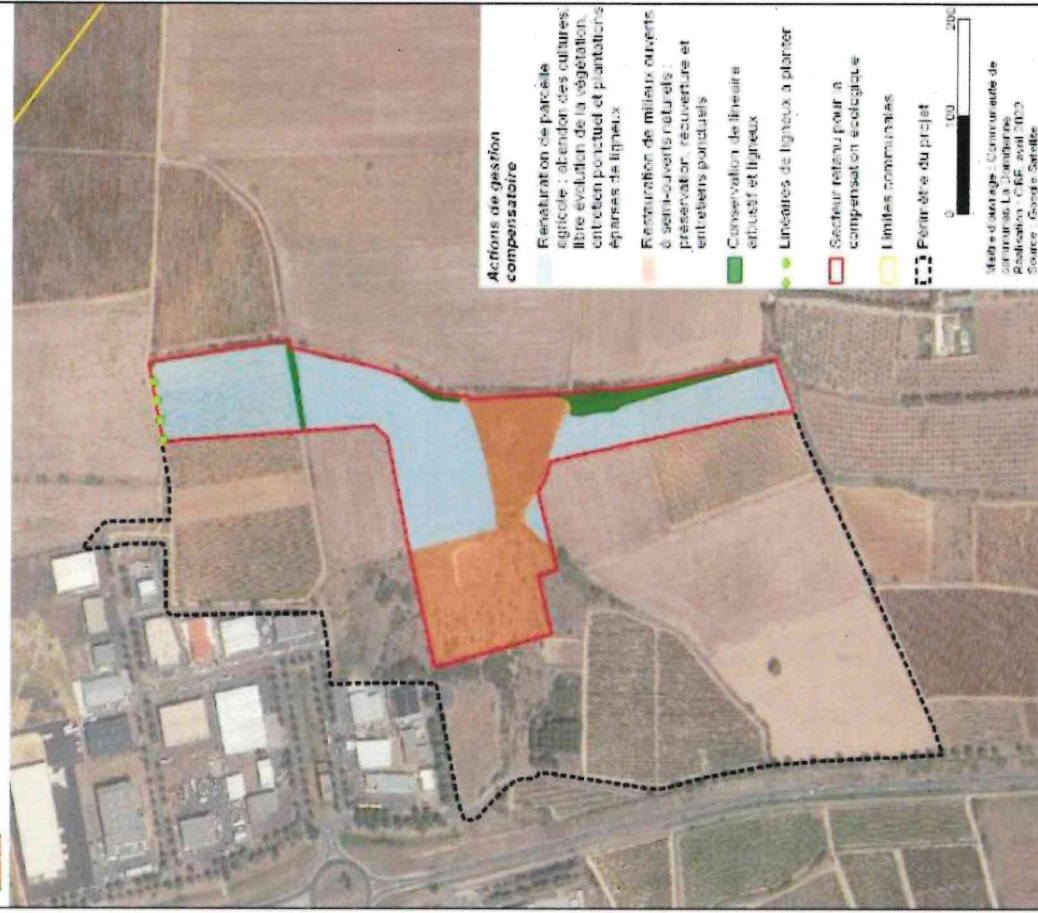 Actions de gestion
compensatoire
Renaturation de parcelle
agricole : abandon des cultures,
libre évolution de la végétation,
entretien ponctuel et plantations
éparses de ligneux
Restauration de milieux ouverts
à semi-ouverts naturels :
préservation, réouverture et
entretiens ponctuels
Conservation de linéaire
arbustif et ligneux
Linéaires de ligneux à planter
Secteur retenu pour la
compensation écologique
Limites communales
Périmètre du projet
0 100 200
Maître d'ouvrage : Communauté de
communes La Domitienne
Réalisation : CBE, avril 2022
Source : Google Satellite